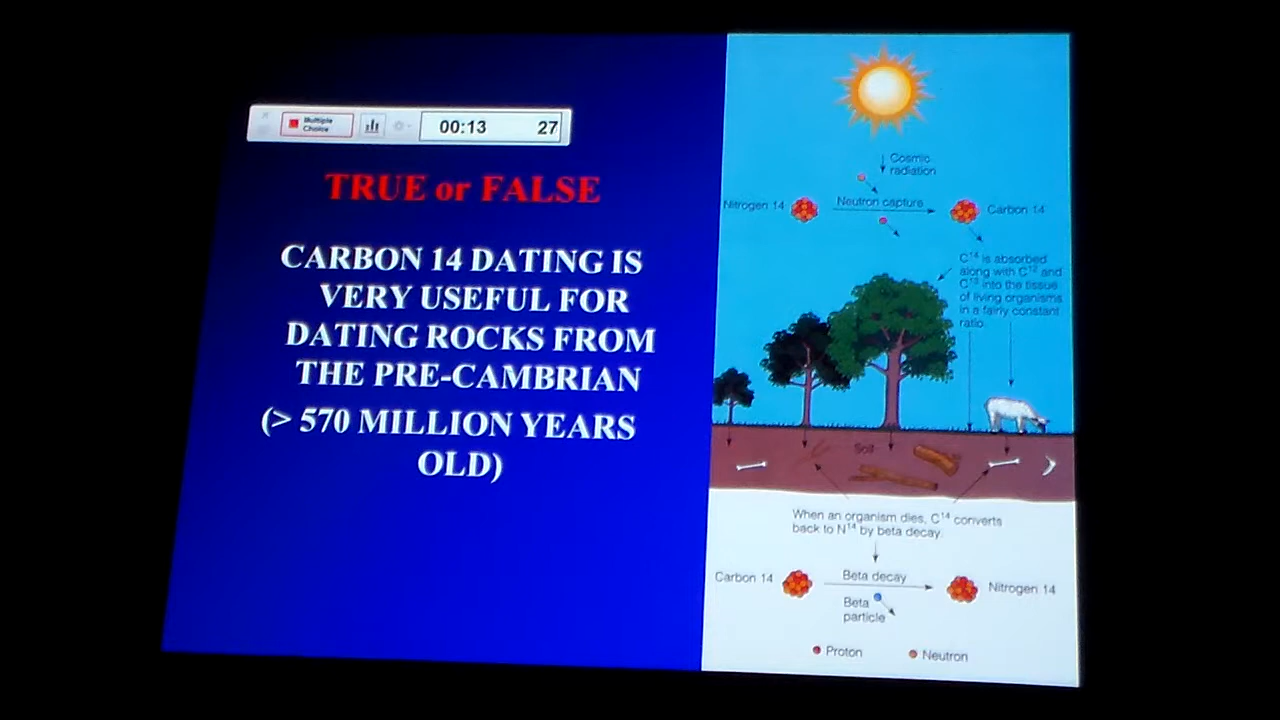 Multiple
Choice
00:13
27
TRUE or FALSE
CARBON 14 DATING IS
VERY USEFUL FOR
DATING ROCKS FROM
THE PRE-CAMBRIAN
(> 570 MILLION YEARS
OLD)
Cosmic
radiation
Nitrogen 14
Neutron capture
Carbon 14
C¹⁴ is absorbed
along with C¹² and
C¹³ into the tissue
of living organisms
in a fairly constant
ratio.
Soil
When an organism dies, C¹⁴ converts
back to N¹⁴ by beta decay.
Carbon 14
Beta decay
Nitrogen 14
Beta
particle
Proton
Neutron